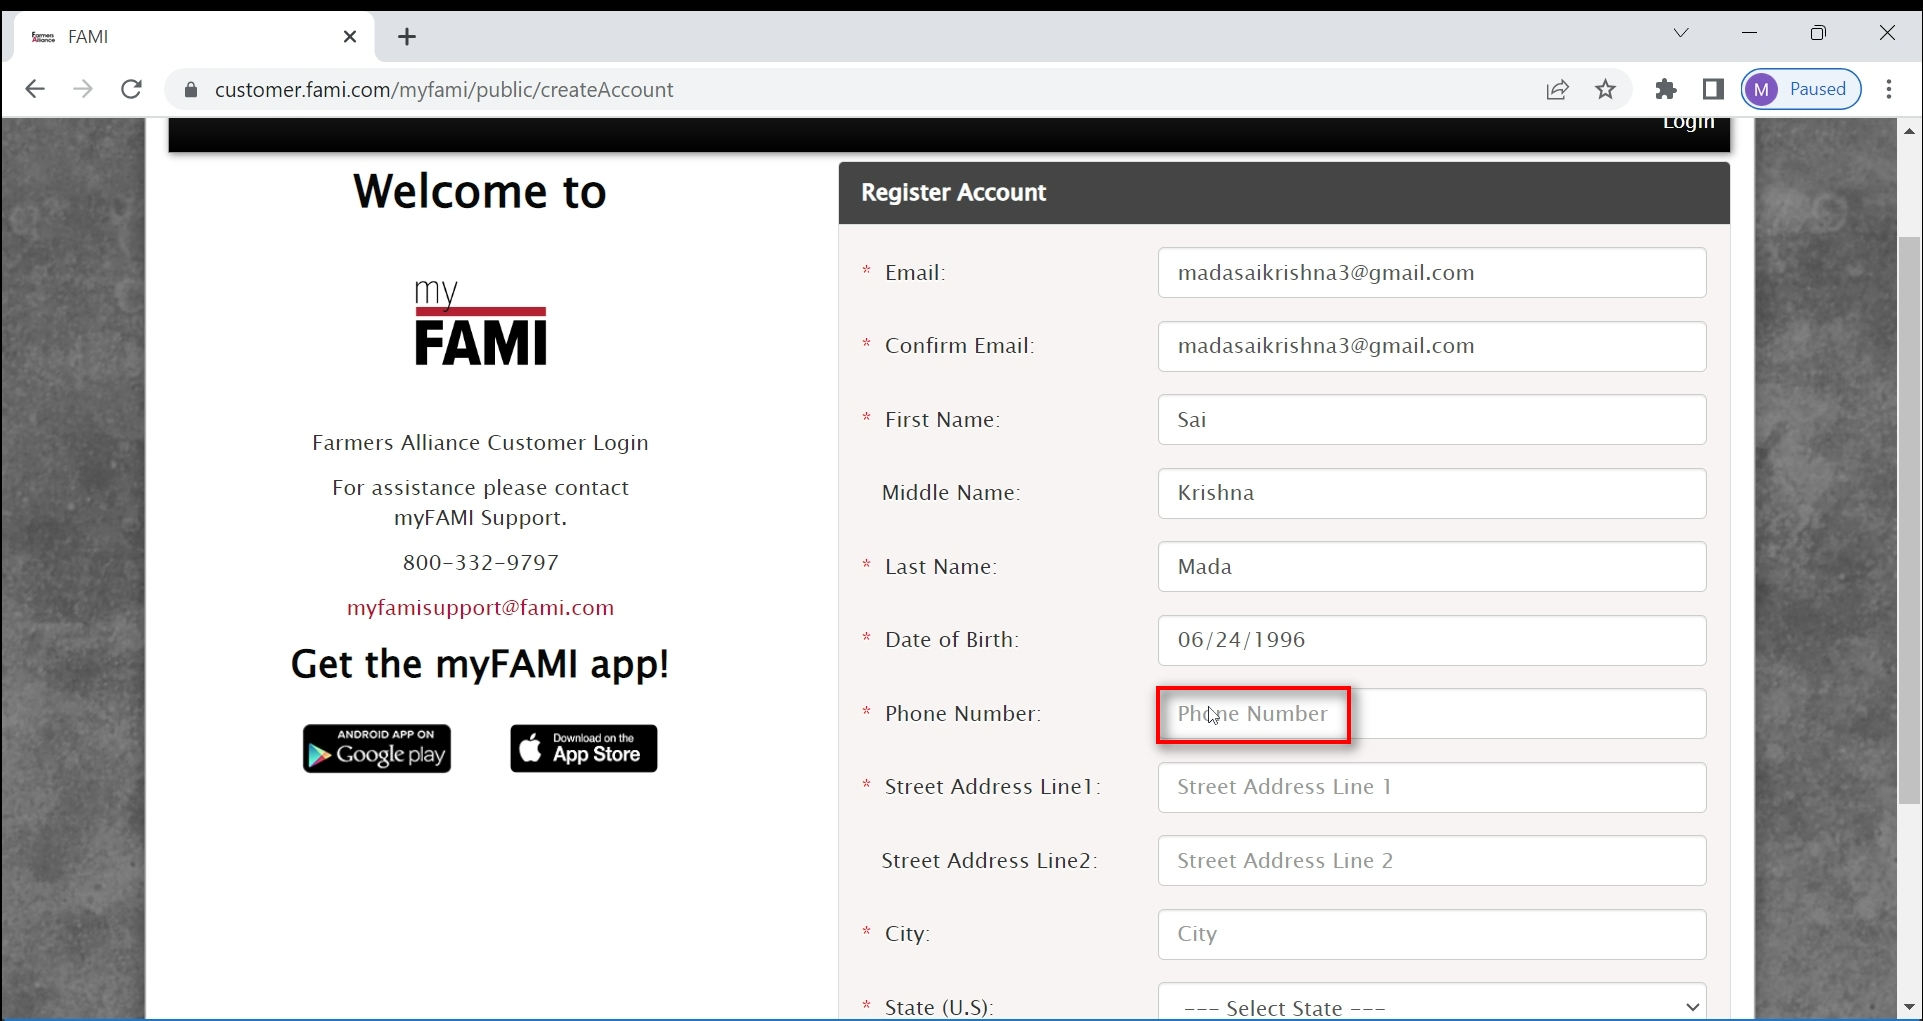 Farmers Alliance FAMI
customer.fami.com/myfami/public/createAccount
M Paused
Login
Welcome to
my
FAMI
Farmers Alliance Customer Login
For assistance please contact
myFAMI Support.
800-332-9797
myfamisupport@fami.com
Get the myFAMI app!
ANDROID APP ON
Google play
Download on the
App Store
Register Account
* Email: madasaikrishna3@gmail.com
* Confirm Email: madasaikrishna3@gmail.com
* First Name: Sai
Middle Name: Krishna
* Last Name: Mada
* Date of Birth: 06/24/1996
* Phone Number: Phone Number
* Street Address Line1: Street Address Line 1
Street Address Line2: Street Address Line 2
* City: City
* State (U.S): --- Select State ---